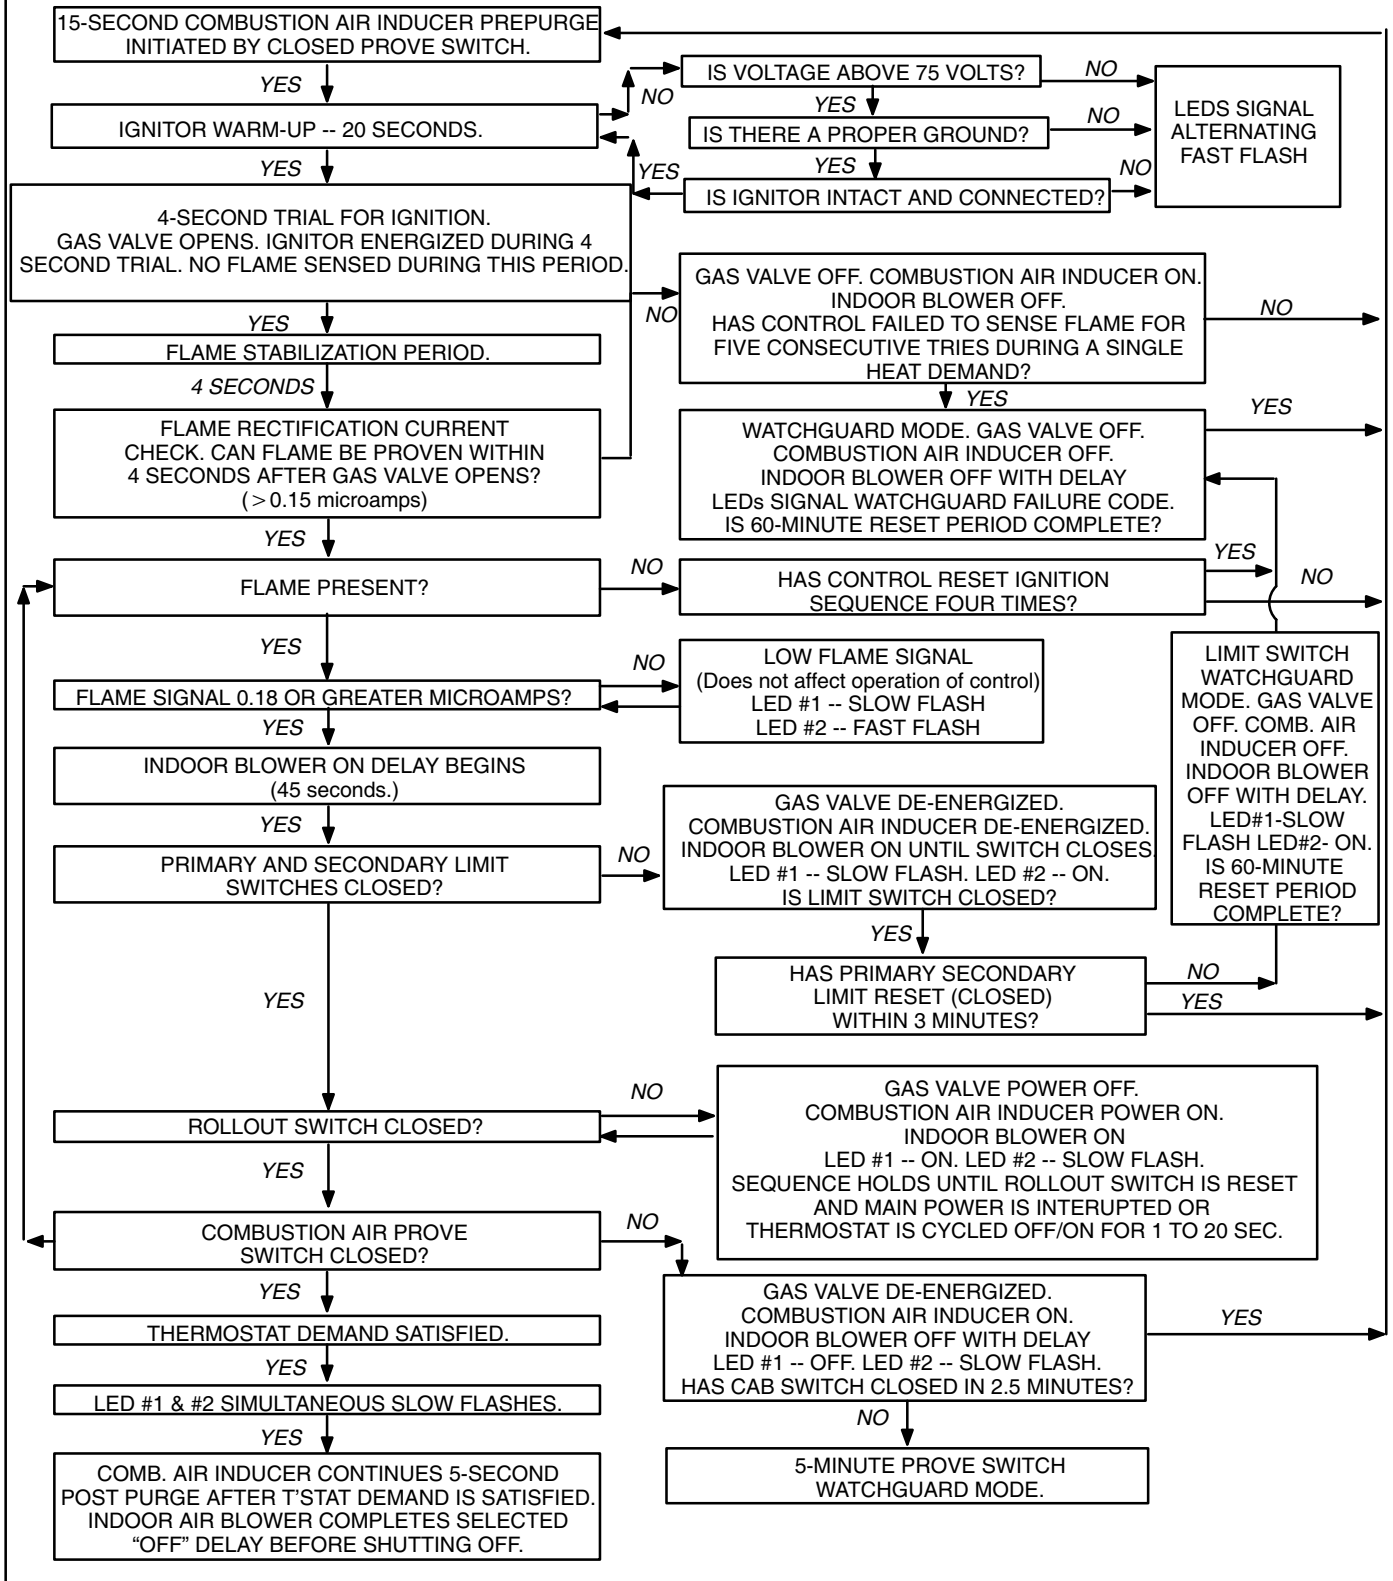 15-SECOND COMBUSTION AIR INDUCER PREPURGE
INITIATED BY CLOSED PROVE SWITCH.
YES
IGNITOR WARM-UP -- 20 SECONDS.
NO
IS VOLTAGE ABOVE 75 VOLTS?
NO
YES
IS THERE A PROPER GROUND?
NO
YES
IS IGNITOR INTACT AND CONNECTED?
NO
YES
LEDS SIGNAL
ALTERNATING
FAST FLASH
YES
4-SECOND TRIAL FOR IGNITION.
GAS VALVE OPENS. IGNITOR ENERGIZED DURING 4
SECOND TRIAL. NO FLAME SENSED DURING THIS PERIOD.
NO
GAS VALVE OFF. COMBUSTION AIR INDUCER ON.
INDOOR BLOWER OFF.
HAS CONTROL FAILED TO SENSE FLAME FOR
FIVE CONSECUTIVE TRIES DURING A SINGLE
HEAT DEMAND?
NO
YES
YES
FLAME STABILIZATION PERIOD.
4 SECONDS
FLAME RECTIFICATION CURRENT
CHECK. CAN FLAME BE PROVEN WITHIN
4 SECONDS AFTER GAS VALVE OPENS?
(>0.15 microamps)
WATCHGUARD MODE. GAS VALVE OFF.
COMBUSTION AIR INDUCER OFF.
INDOOR BLOWER OFF WITH DELAY
LEDs SIGNAL WATCHGUARD FAILURE CODE.
IS 60-MINUTE RESET PERIOD COMPLETE?
YES
YES
FLAME PRESENT?
NO
HAS CONTROL RESET IGNITION
SEQUENCE FOUR TIMES?
YES
NO
YES
FLAME SIGNAL 0.18 OR GREATER MICROAMPS?
NO
LOW FLAME SIGNAL
(Does not affect operation of control)
LED #1 -- SLOW FLASH
LED #2 -- FAST FLASH
LIMIT SWITCH
WATCHGUARD
MODE. GAS VALVE
OFF. COMB. AIR
INDUCER OFF.
INDOOR BLOWER
OFF WITH DELAY.
LED#1-SLOW
FLASH LED#2- ON.
IS 60-MINUTE
RESET PERIOD
COMPLETE?
YES
INDOOR BLOWER ON DELAY BEGINS
(45 seconds.)
YES
PRIMARY AND SECONDARY LIMIT
SWITCHES CLOSED?
NO
GAS VALVE DE-ENERGIZED.
COMBUSTION AIR INDUCER DE-ENERGIZED.
INDOOR BLOWER ON UNTIL SWITCH CLOSES.
LED #1 -- SLOW FLASH. LED #2 -- ON.
IS LIMIT SWITCH CLOSED?
YES
HAS PRIMARY SECONDARY
LIMIT RESET (CLOSED)
WITHIN 3 MINUTES?
NO
YES
YES
ROLLOUT SWITCH CLOSED?
NO
GAS VALVE POWER OFF.
COMBUSTION AIR INDUCER POWER ON.
INDOOR BLOWER ON
LED #1 -- ON. LED #2 -- SLOW FLASH.
SEQUENCE HOLDS UNTIL ROLLOUT SWITCH IS RESET
AND MAIN POWER IS INTERUPTED OR
THERMOSTAT IS CYCLED OFF/ON FOR 1 TO 20 SEC.
YES
COMBUSTION AIR PROVE
SWITCH CLOSED?
NO
GAS VALVE DE-ENERGIZED.
COMBUSTION AIR INDUCER ON.
INDOOR BLOWER OFF WITH DELAY
LED #1 -- OFF. LED #2 -- SLOW FLASH.
HAS CAB SWITCH CLOSED IN 2.5 MINUTES?
YES
NO
5-MINUTE PROVE SWITCH
WATCHGUARD MODE.
YES
THERMOSTAT DEMAND SATISFIED.
YES
LED #1 & #2 SIMULTANEOUS SLOW FLASHES.
YES
COMB. AIR INDUCER CONTINUES 5-SECOND
POST PURGE AFTER T'STAT DEMAND IS SATISFIED.
INDOOR AIR BLOWER COMPLETES SELECTED
“OFF” DELAY BEFORE SHUTTING OFF.